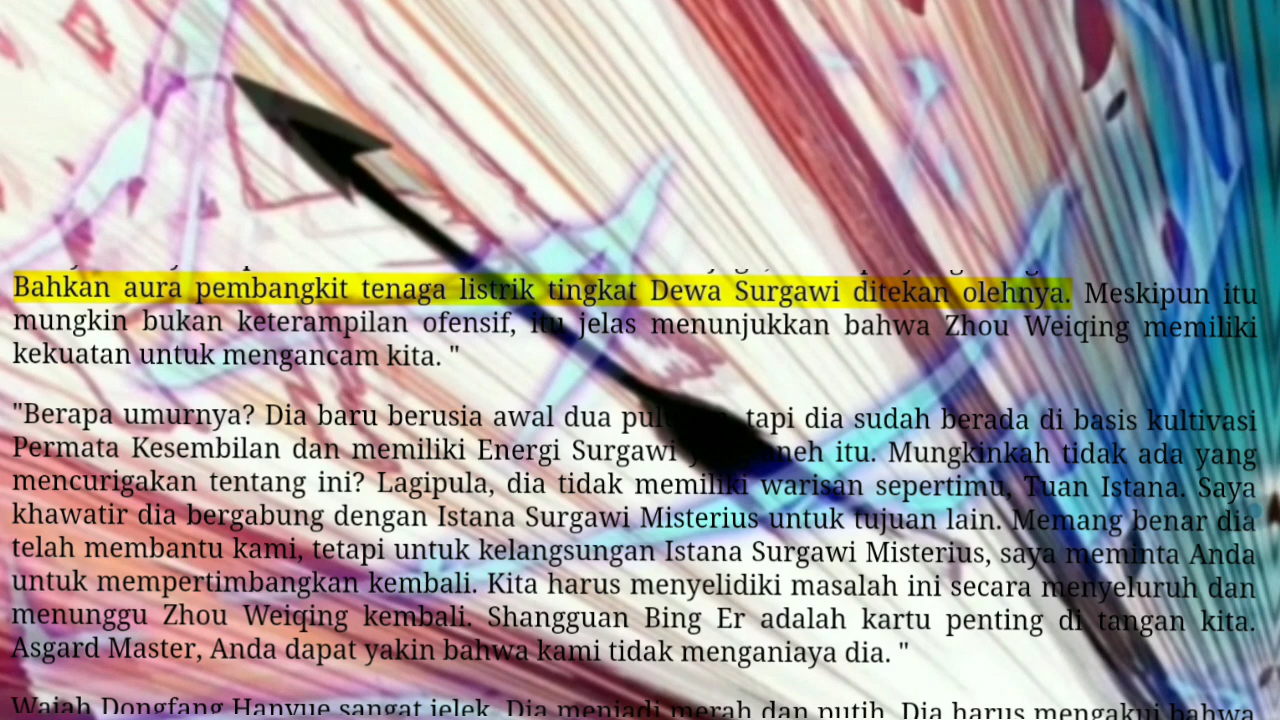 Bahkan aura pembangkit tenaga listrik tingkat Dewa Surgawi ditekan olehnya. Meskipun itu
mungkin bukan keterampilan ofensif, itu jelas menunjukkan bahwa Zhou Weiqing memiliki
kekuatan untuk mengancam kita. "
"Berapa umurnya? Dia baru berusia awal dua tapi dia sudah berada di basis kultivasi
Permata Kesembilan dan memiliki Energi Surgawi itu. Mungkinkah tidak ada yang
mencurigakan tentang ini? Lagipula, dia tidak memiliki warisan sepertimu, Tuan Istana. Saya
khawatir dia bergabung dengan Istana Surgawi Misterius untuk tujuan lain. Memang benar dia
telah membantu kami, tetapi untuk kelangsungan Istana Surgawi Misterius, saya meminta Anda
untuk mempertimbangkan kembali. Kita harus menyelidiki masalah ini secara menyeluruh dan
menunggu Zhou Weiqing kembali. Shangguan Bing Er adalah kartu penting di tangan kita.
Asgard Master, Anda dapat yakin bahwa kami tidak menganiaya dia. "
Wajah Dongfang Hanyue sangat jelek. Dia menjadi merah dan putih. Dia harus mengakui bahwa